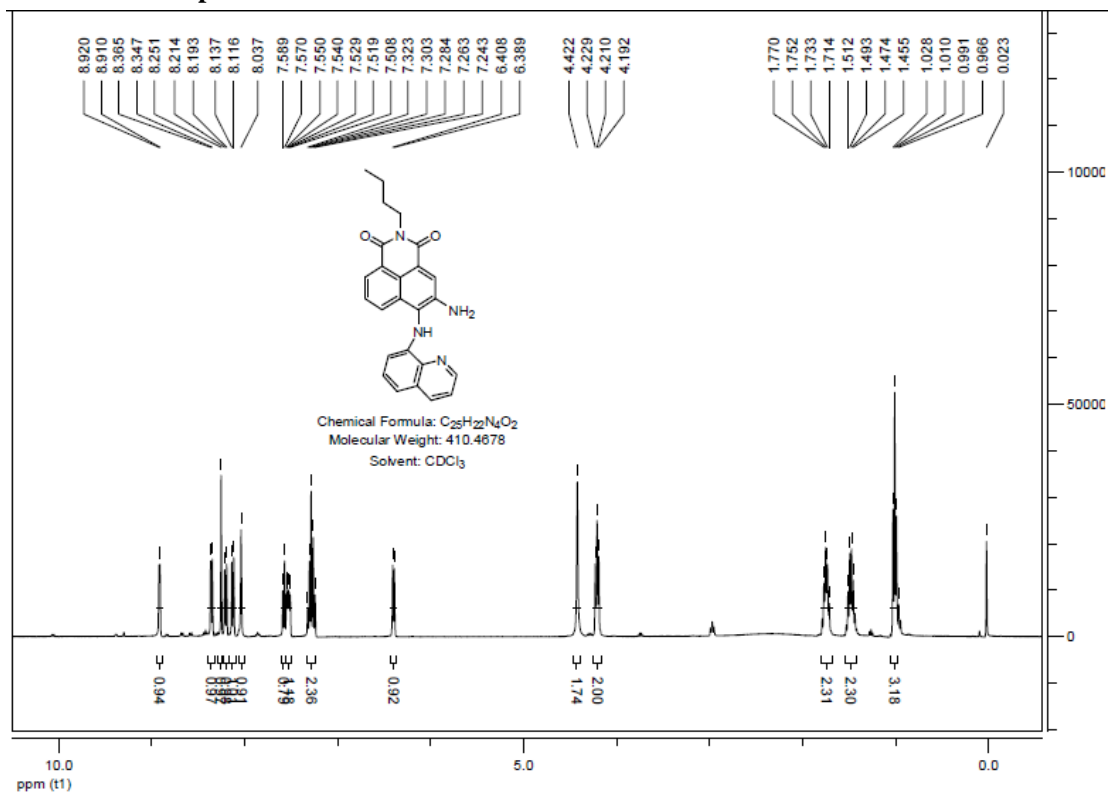 8.920 8.910 8.365 8.347 8.251 8.214 8.193 8.137 8.116 8.037 7.589 7.570 7.550 7.540 7.529 7.519 7.508 7.323 7.303 7.284 7.263 7.243 6.408 6.389 4.422 4.229 4.210 4.192 1.770 1.752 1.733 1.714 1.512 1.493 1.474 1.455 1.028 1.010 0.991 0.966 0.023
10000
N
O O
NH2
NH
N
50000
Chemical Formula: C25H22N4O2
Molecular Weight: 410.4678
Solvent: CDCl3
0
0.94 0.97 1.01 0.91 1.18 2.36 0.92 1.74 2.00 2.31 2.30 3.18
10.0 5.0 0.0
ppm (t1)